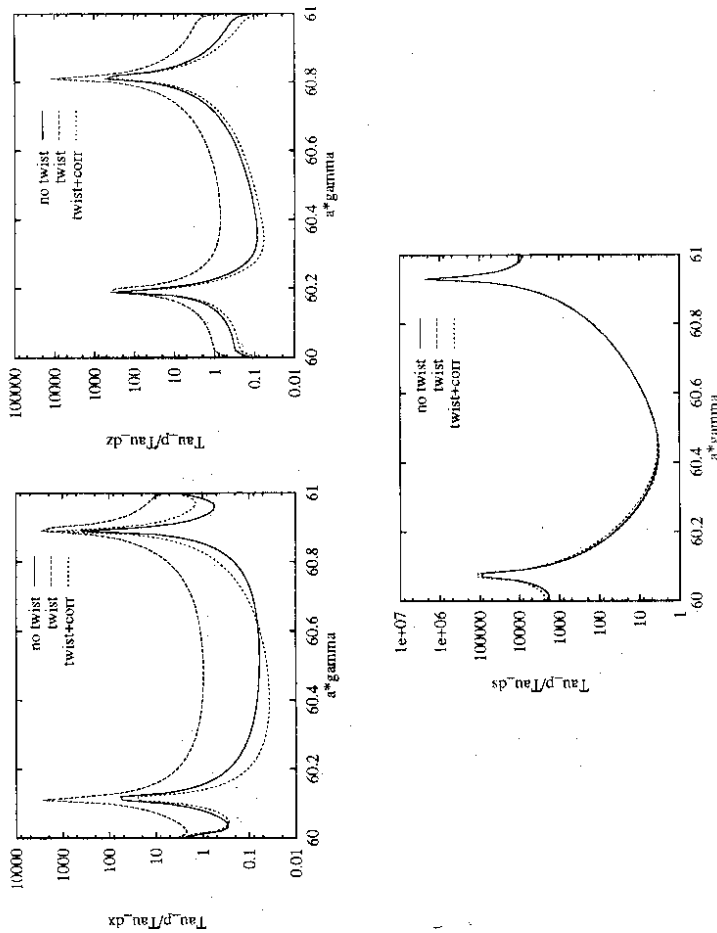 10000
1000
100
10
1
0.1
0.01
Tau_p/Tau_dx
no twist
twist
twist+corr
60
60.2
60.4
60.6
60.8
61
a*gamma
100000
10000
1000
100
10
1
0.1
0.01
Tau_p/Tau_dz
no twist
twist
twist+corr
60
60.2
60.4
60.6
60.8
61
a*gamma
1e+07
1e+06
100000
10000
1000
100
10
1
Tau_p/Tau_ds
no twist
twist
twist+corr
60
60.2
60.4
60.6
60.8
61
a*gamma